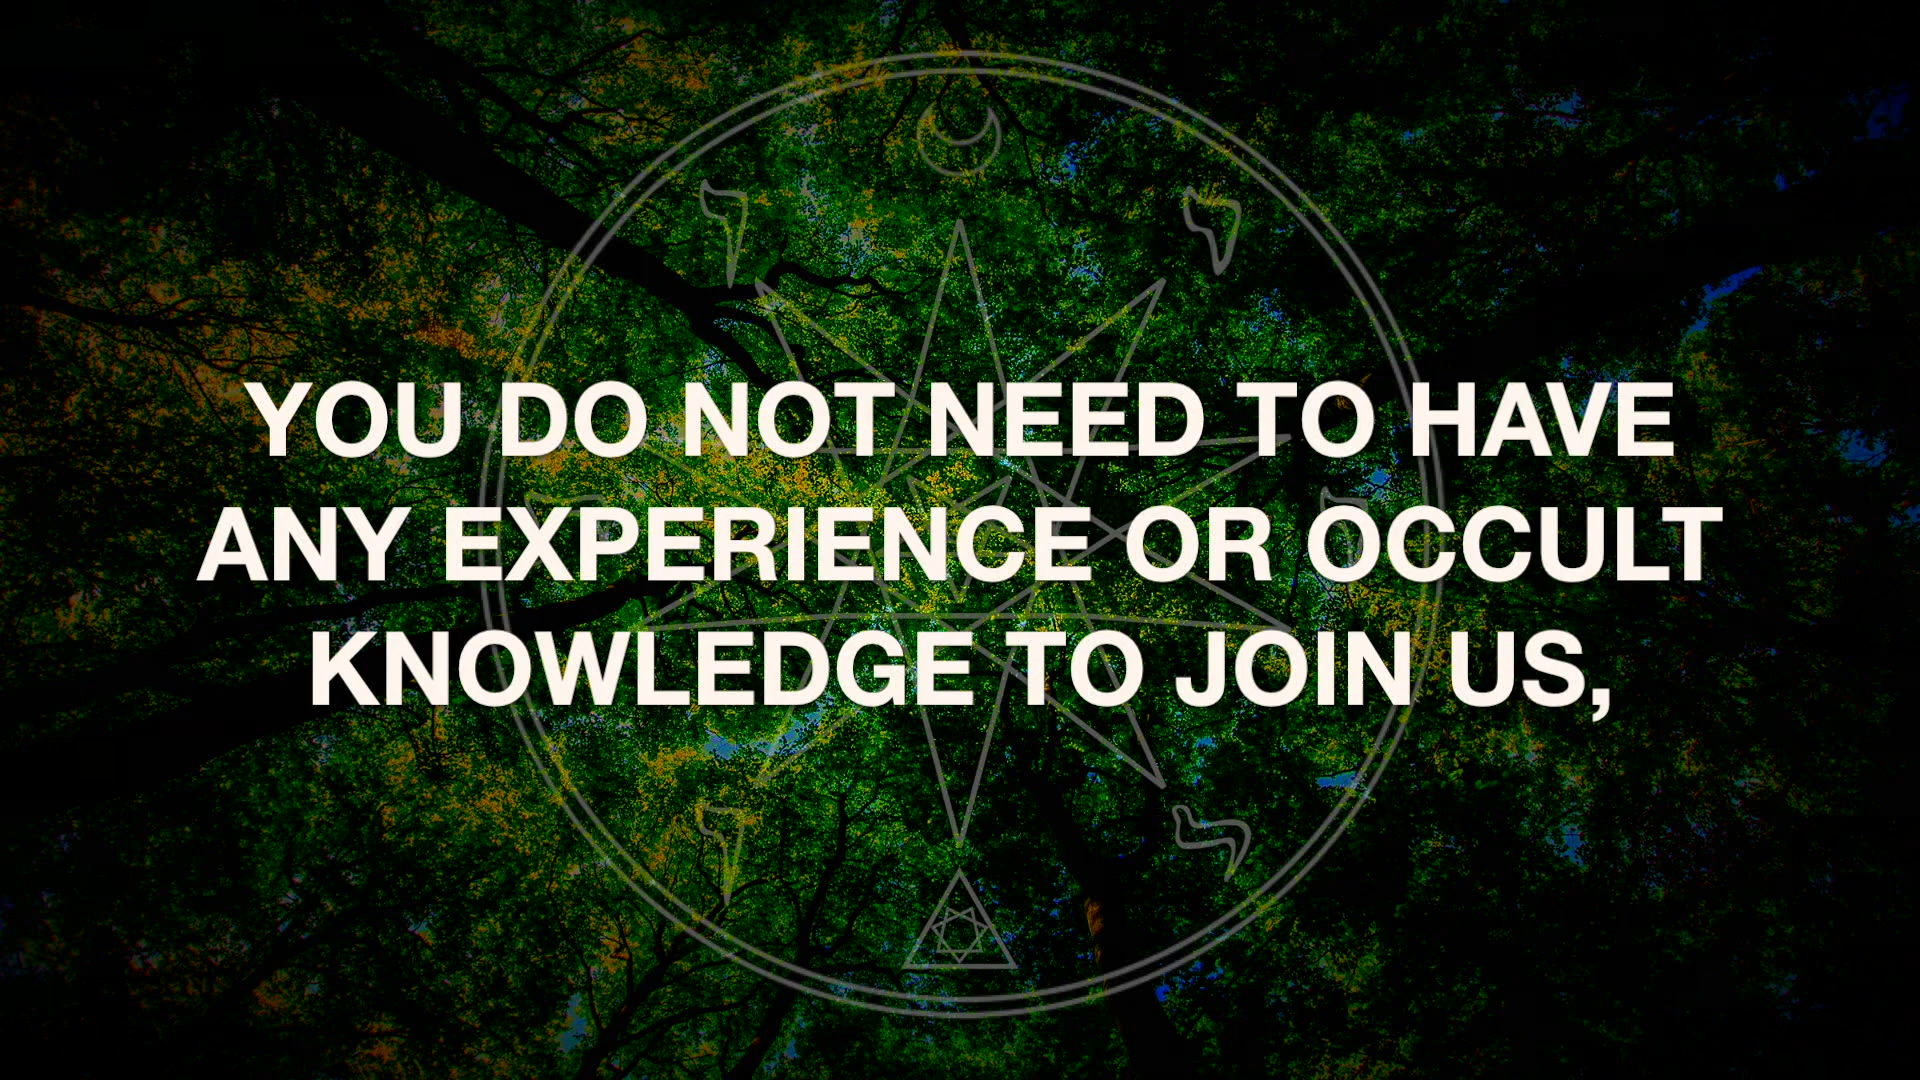 YOU DO NOT NEED TO HAVE
ANY EXPERIENCE OR OCCULT
KNOWLEDGE TO JOIN US,